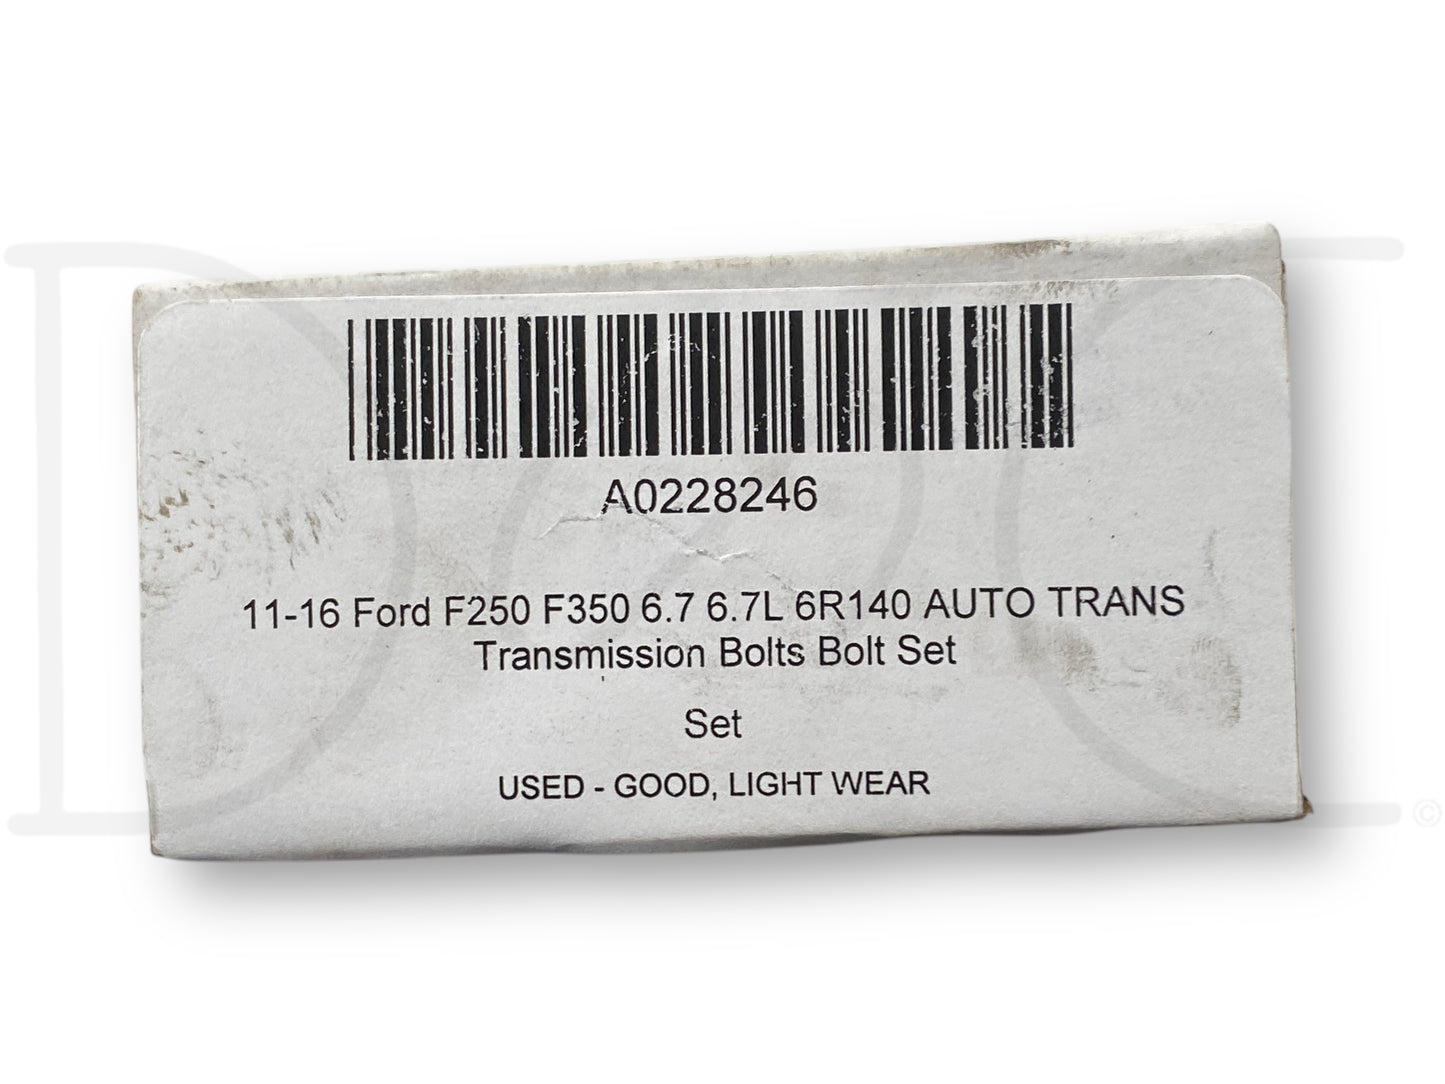 A0228246
11-16 Ford F250 F350 6.7 6.7L 6R140 AUTO TRANS
Transmission Bolts Bolt Set
Set
USED - GOOD, LIGHT WEAR
©